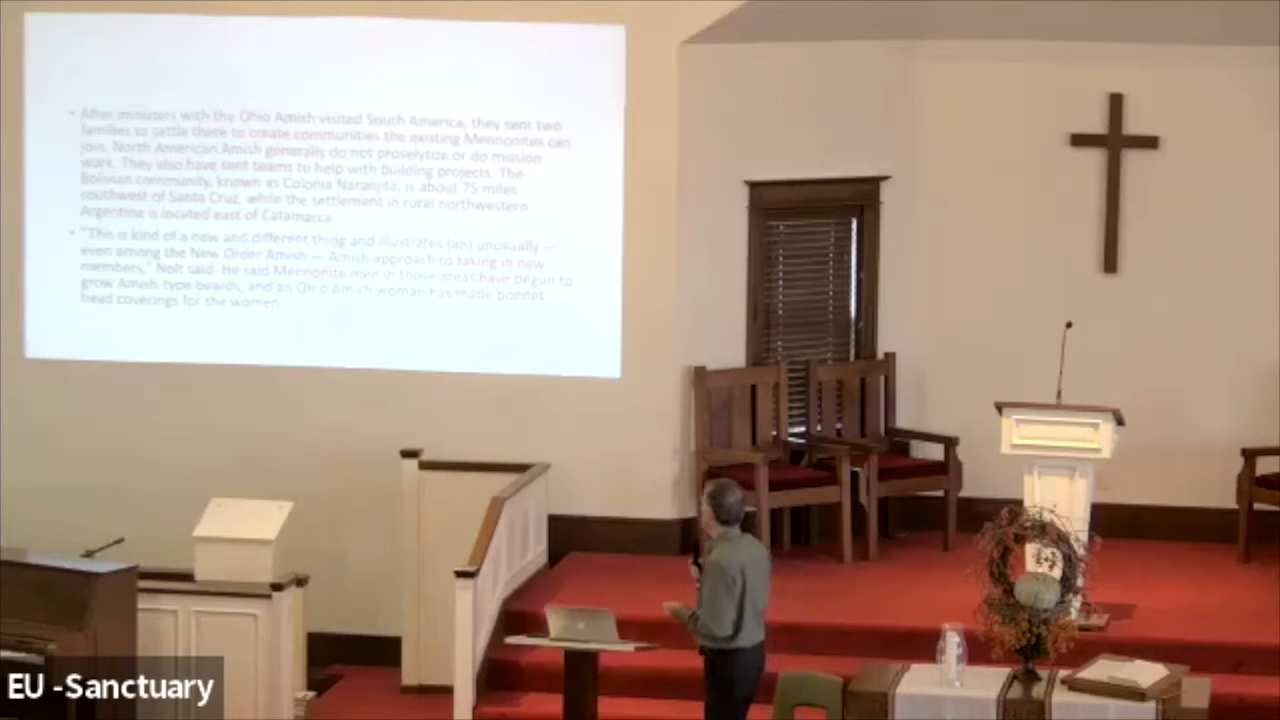 • After ministers with the Ohio Amish visited South America, they sent two
families so settle there to create communities the existing Mennonites can
join. North American Amish generally do not proselytize or do mission
work. They also have sent teams to help with building projects. The
Bolivian community, known as Colonia Naranjita, is about 75 miles
southwest of Santa Cruz, while the settlement in rural northwestern
Argentina is located east of Catamarca.
• "This is kind of a new and different thing and illustrates (an) unusually —
even among the New Order Amish — Amish approach to taking in new
members," Nolt said. He said Mennonite men in those areas have begun to
grow Amish-type beards, and an Ohio Amish woman has made bonnet
head coverings for the women.
EU -Sanctuary